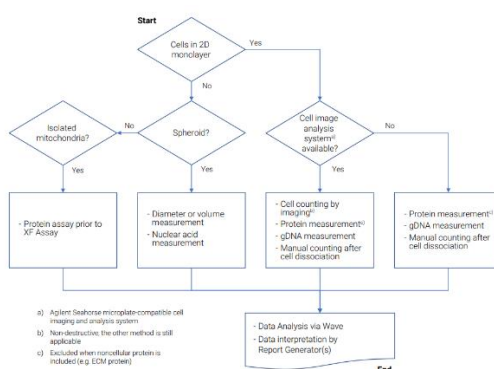 Start
Cells in 2D
monolayer
Yes
No
Isolated
mitochondria?
No
Spheroid?
Cell image
analysis
systemᵃ⁾
available?
No
Yes
Yes
Yes
- Protein assay prior to
XF Assay
- Diameter or volume
measurement
- Nuclear acid
measurement
- Cell counting by
imagingᵇ⁾
- Protein measurementᶜ⁾
- gDNA measurement
- Manual counting after
cell dissociation
- Protein measurementᶜ⁾
- gDNA measurement
- Manual counting after
cell dissociation
a) Agilent Seahorse microplate-compatible cell
imaging and analysis system
b) Non-destructive; the other method is still
applicable
c) Excluded when noncellular protein is
included (e.g. ECM protein)
- Data Analysis via Wave
- Data interpretation by
Report Generator(s)
End